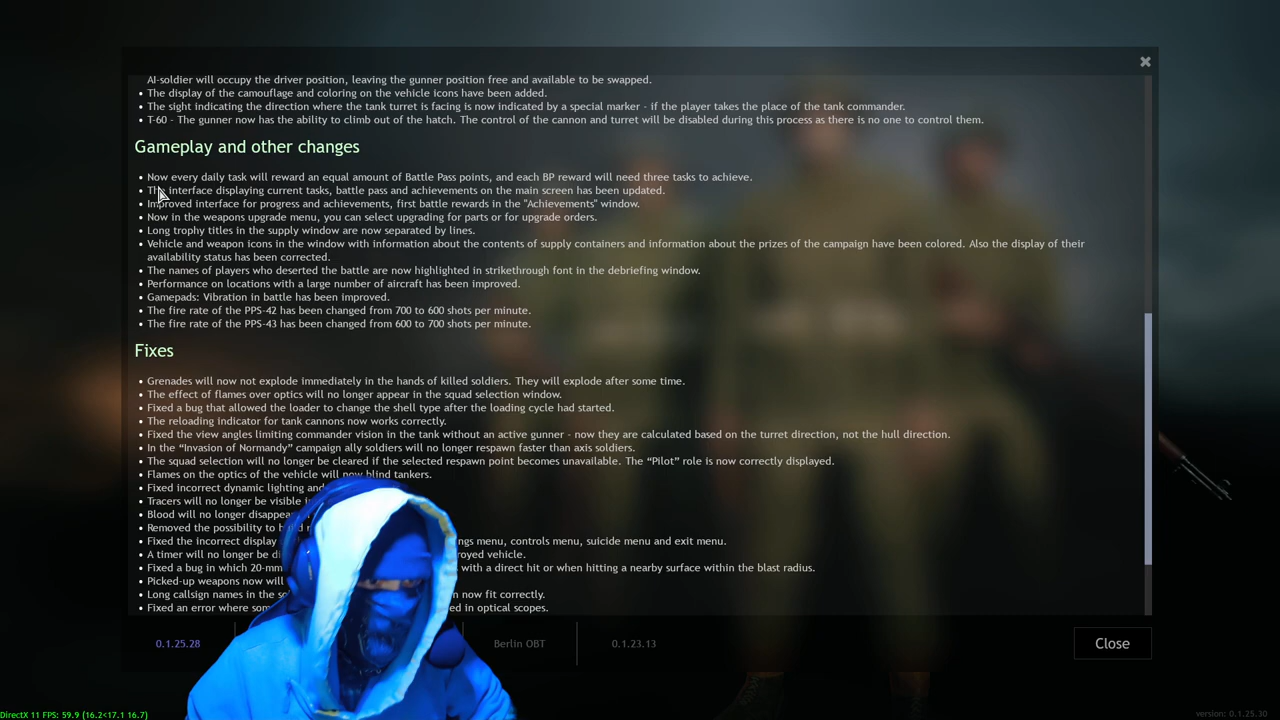 AI-soldier will occupy the driver position, leaving the gunner position free and available to be swapped.
• The display of the camouflage and coloring on the vehicle icons have been added.
• The sight indicating the direction where the tank turret is facing is now indicated by a special marker - if the player takes the place of the tank commander.
• T-60 - The gunner now has the ability to climb out of the hatch. The control of the cannon and turret will be disabled during this process as there is no one to control them.
Gameplay and other changes
• Now every daily task will reward an equal amount of Battle Pass points, and each BP reward will need three tasks to achieve.
• The interface displaying current tasks, battle pass and achievements on the main screen has been updated.
• Improved interface for progress and achievements, first battle rewards in the "Achievements" window.
• Now in the weapons upgrade menu, you can select upgrading for parts or for upgrade orders.
• Long trophy titles in the supply window are now separated by lines.
• Vehicle and weapon icons in the window with information about the contents of supply containers and information about the prizes of the campaign have been colored. Also the display of their
availability status has been corrected.
• The names of players who deserted the battle are now highlighted in strikethrough font in the debriefing window.
• Performance on locations with a large number of aircraft has been improved.
• Gamepads: Vibration in battle has been improved.
• The fire rate of the PPS-42 has been changed from 700 to 600 shots per minute.
• The fire rate of the PPS-43 has been changed from 600 to 700 shots per minute.
Fixes
• Grenades will now not explode immediately in the hands of killed soldiers. They will explode after some time.
• The effect of flames over optics will no longer appear in the squad selection window.
• Fixed a bug that allowed the loader to change the shell type after the loading cycle had started.
• The reloading indicator for tank cannons now works correctly.
• Fixed the view angles limiting commander vision in the tank without an active gunner - now they are calculated based on the turret direction, not the hull direction.
• In the “Invasion of Normandy” campaign ally soldiers will no longer respawn faster than axis soldiers.
• The squad selection will no longer be cleared if the selected respawn point becomes unavailable. The “Pilot” role is now correctly displayed.
• Flames on the optics of the vehicle will now blind tankers.
• Fixed incorrect dynamic lighting and
• Tracers will no longer be visible
• Blood will no longer disappear
• Removed the possibility to build
• Fixed the incorrect display ngs menu, controls menu, suicide menu and exit menu.
• A timer will no longer be di royed vehicle.
• Fixed a bug in which 20-mm with a direct hit or when hitting a nearby surface within the blast radius.
• Picked-up weapons now will
• Long callsign names in the so now fit correctly.
• Fixed an error where som ed in optical scopes.
0.1.25.28 Berlin OBT 0.1.23.13 Close
DirectX 11 FPS: 59.9 (16.2<17.1 16.7) version: 0.1.25.30